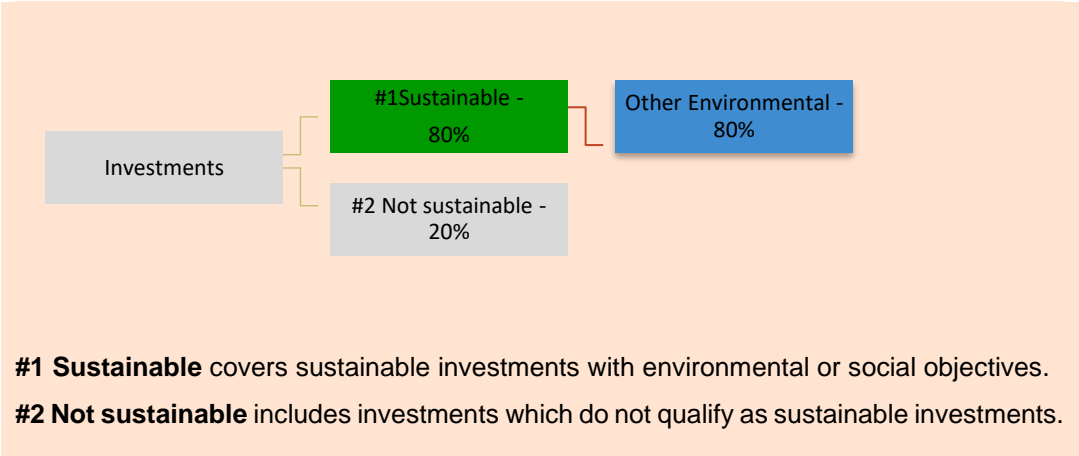 #1Sustainable -
80%
Other Environmental -
80%
Investments
#2 Not sustainable -
20%
#1 Sustainable covers sustainable investments with environmental or social objectives.
#2 Not sustainable includes investments which do not qualify as sustainable investments.